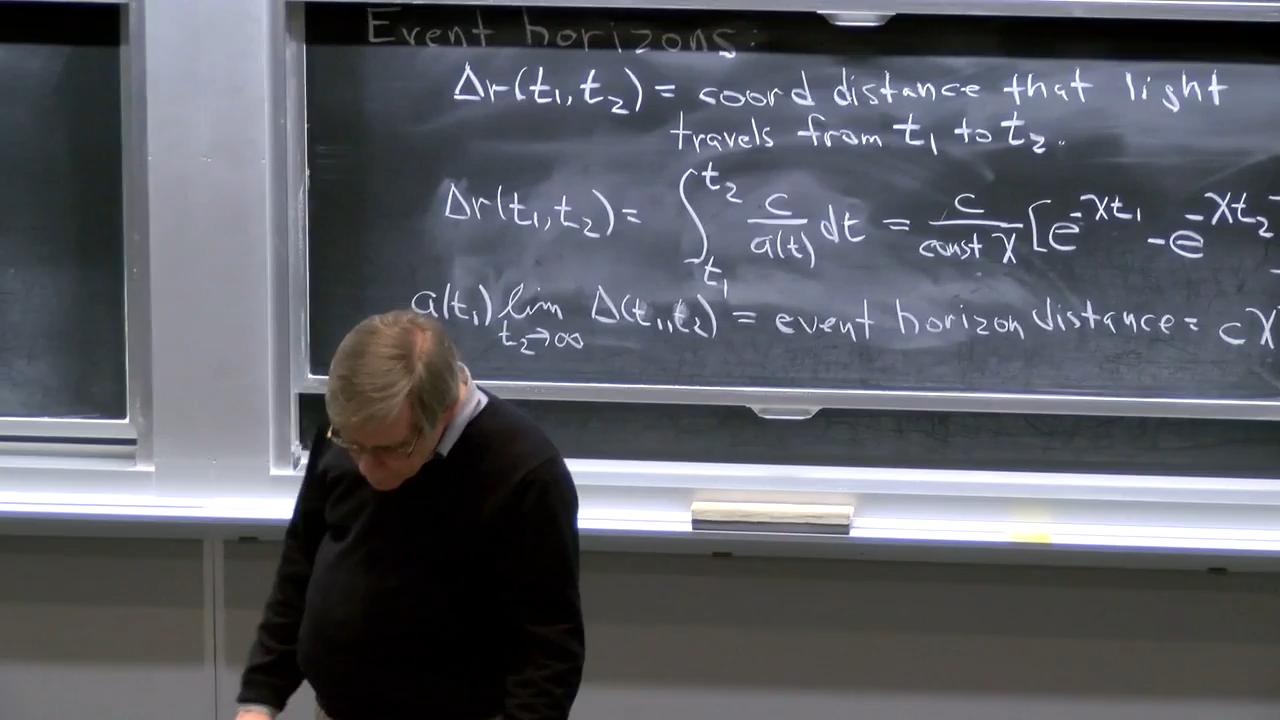 Event horizons:
Δr(t₁,t₂) = coord distance that light
travels from t₁ to t₂.
Δr(t₁,t₂) = ∫_{t₁}^{t₂} c/a(t) dt = c/(const χ) [e^{-χt₁} - e^{-χt₂}
a(t₁) lim_{t₂→∞} Δ(t₁,t₂) = event horizon distance = cχ